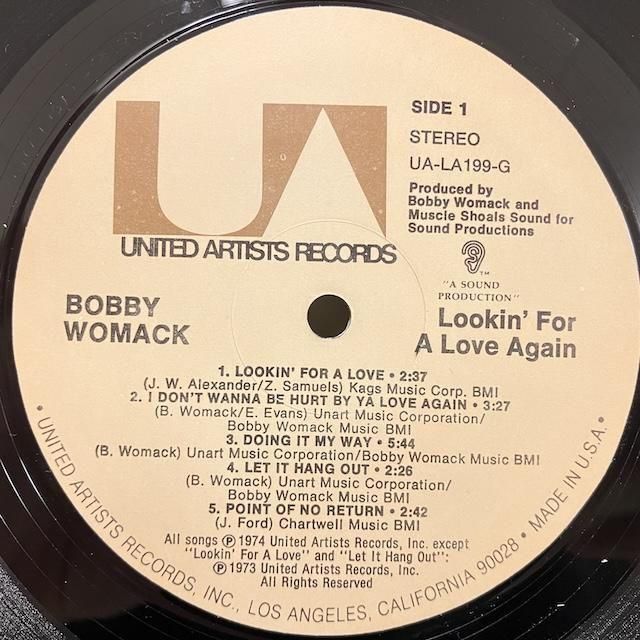 UA
UNITED ARTISTS RECORDS
SIDE 1
STEREO
UA-LA199-G
Produced by
Bobby Womack and
Muscle Shoals Sound for
Sound Productions
TM
"A SOUND
PRODUCTION"
BOBBY
WOMACK
Lookin' For
A Love Again
1. LOOKIN' FOR A LOVE • 2:37
(J. W. Alexander/Z. Samuels) Kags Music Corp. BMI
2. I DON'T WANNA BE HURT BY YA LOVE AGAIN • 3:27
(B. Womack/E. Evans) Unart Music Corporation/
Bobby Womack Music BMI
3. DOING IT MY WAY • 5:44
(B. Womack) Unart Music Corporation/Bobby Womack Music BMI
4. LET IT HANG OUT • 2:26
(B. Womack) Unart Music Corporation/
Bobby Womack Music BMI
5. POINT OF NO RETURN • 2:42
(J. Ford) Chartwell Music BMI
All songs ℗ 1974 United Artists Records, Inc. except
"Lookin' For A Love" and "Let It Hang Out":
℗ 1973 United Artists Records, Inc.
All Rights Reserved
• UNITED ARTISTS RECORDS, INC., LOS ANGELES, CALIFORNIA 90028 • MADE IN U.S.A. •